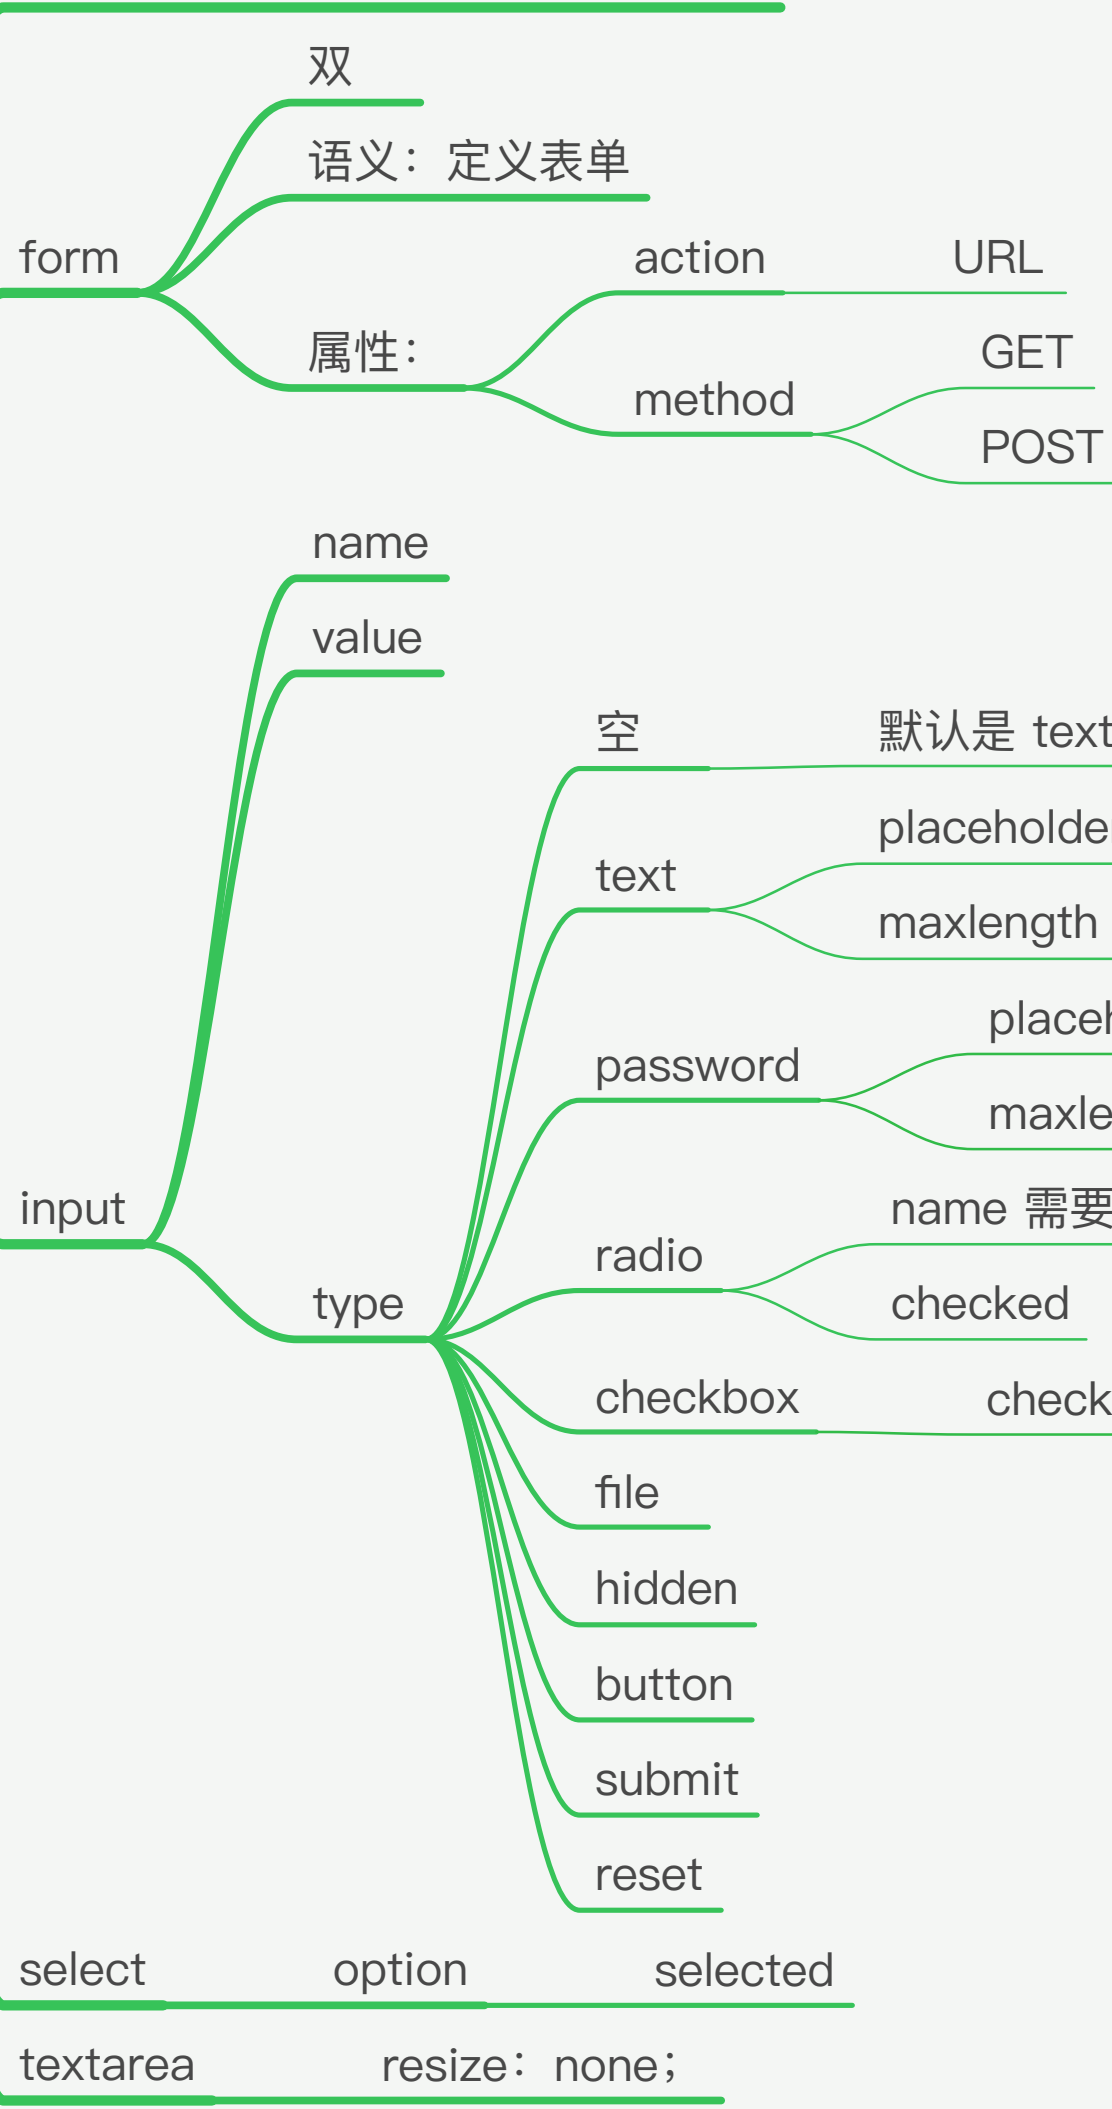 双
语义：定义表单
form
属性：
action
URL
method
GET
POST
name
value
input
type
空
默认是 text
text
placeholde
maxlength
password
place
maxle
radio
name 需要
checked
checkbox
check
file
hidden
button
submit
reset
select
option
selected
textarea
resize：none；